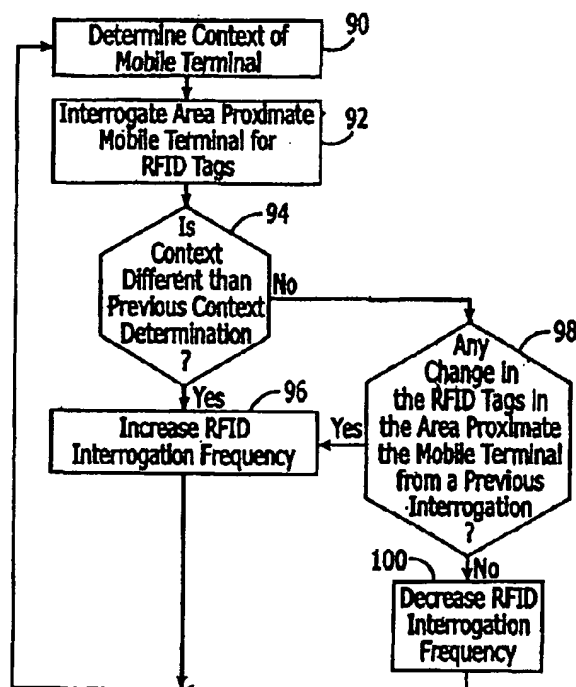 Determine Context of
Mobile Terminal
90
Interrogate Area Proximate
Mobile Terminal for
RFID Tags
92
Is
Context
Different than
Previous Context
Determination
?
94
No
Yes
Any
Change in
the RFID Tags in
the Area Proximate
the Mobile Terminal
from a Previous
Interrogation
?
98
Yes
Increase RFID
Interrogation Frequency
96
No
100
Decrease RFID
Interrogation
Frequency